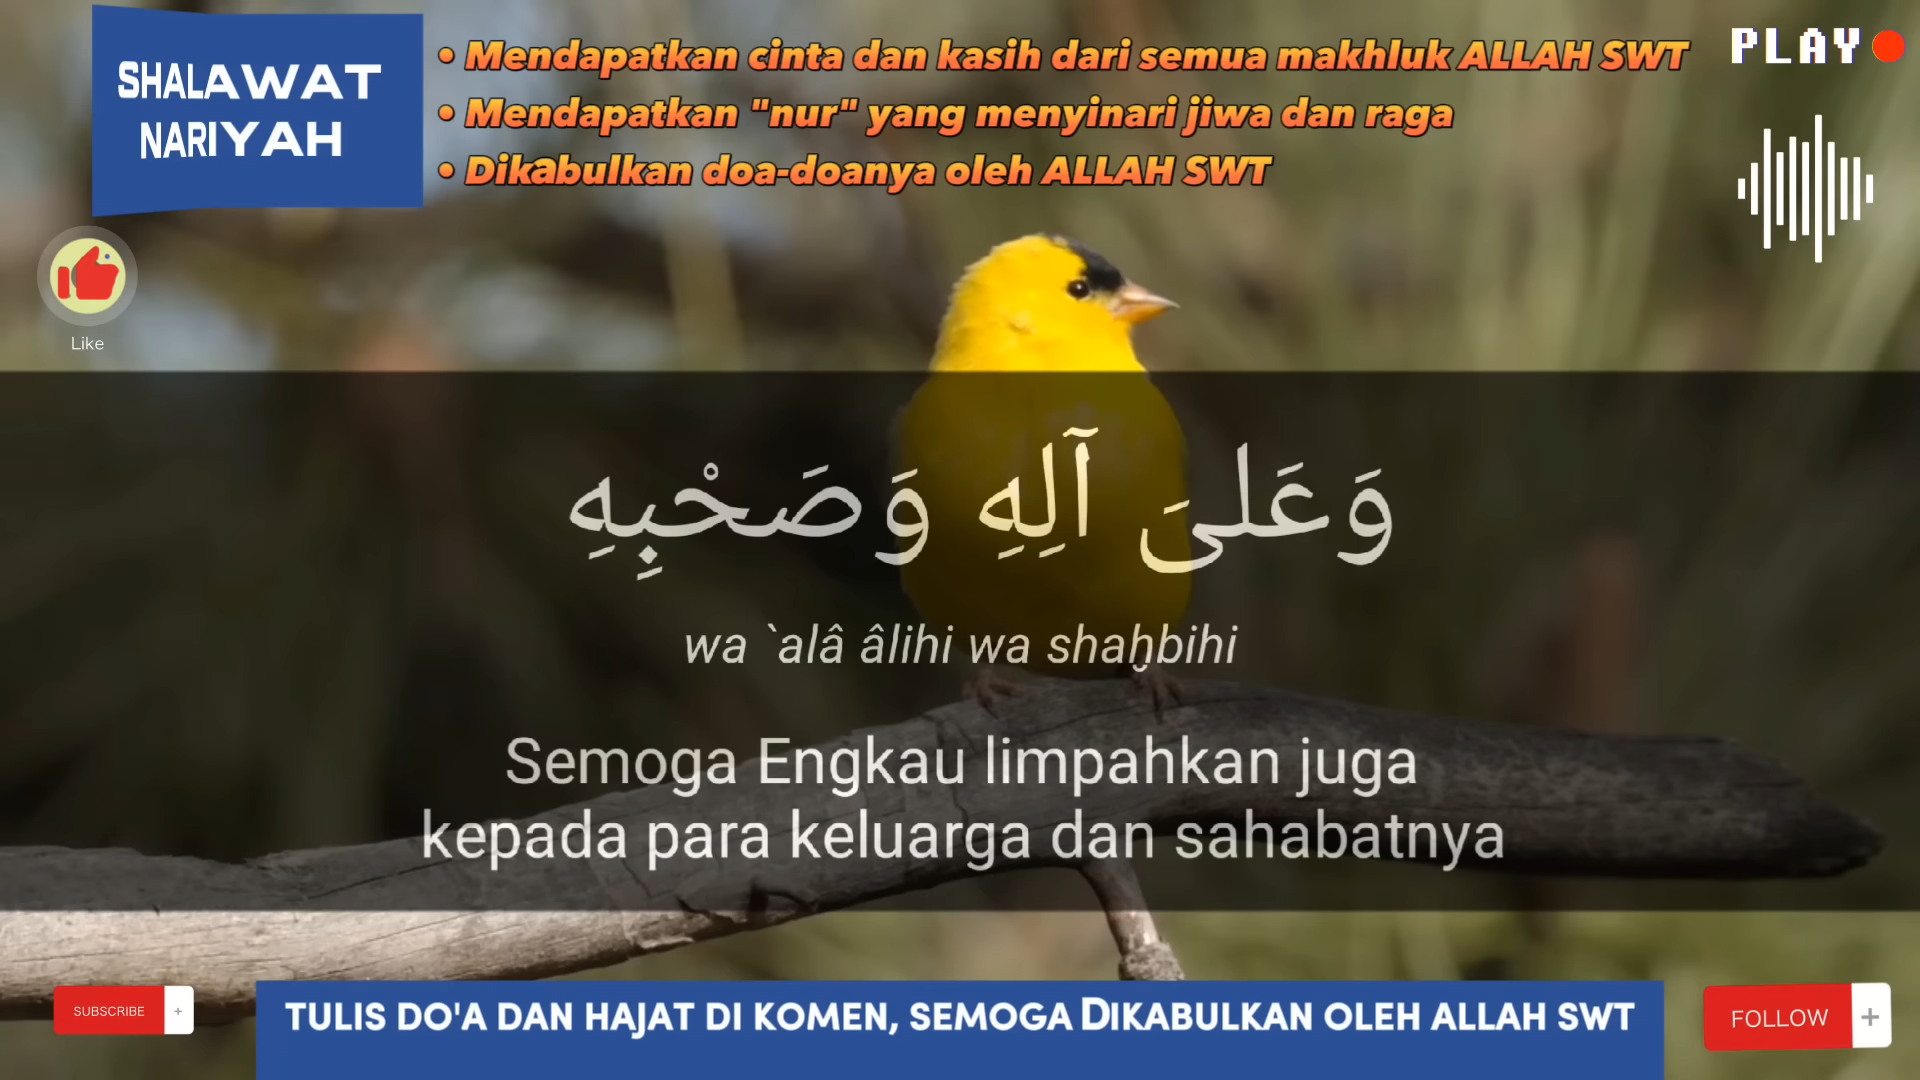 SHALAWAT
NARIYAH
• Mendapatkan cinta dan kasih dari semua makhluk ALLAH SWT
• Mendapatkan "nur" yang menyinari jiwa dan raga
• Dikabulkan doa-doanya oleh ALLAH SWT
PLAY
Like
وَعَلىَ آلِهِ وَصَحْبِهِ
wa `alâ âlihi wa shaḫbihi
Semoga Engkau limpahkan juga
kepada para keluarga dan sahabatnya
SUBSCRIBE +
TULIS DO'A DAN HAJAT DI KOMEN, SEMOGA DIKABULKAN OLEH ALLAH SWT
FOLLOW +